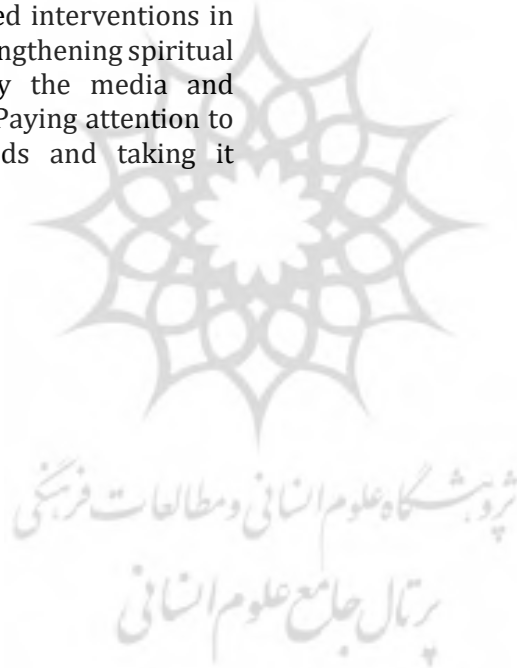 ed interventions in
ngthening spiritual
y the media and
Paying attention to
ds and taking it
پژوهشگاه علوم انسانی و مطالعات فرهنگی
پرتال جامع علوم انسانی